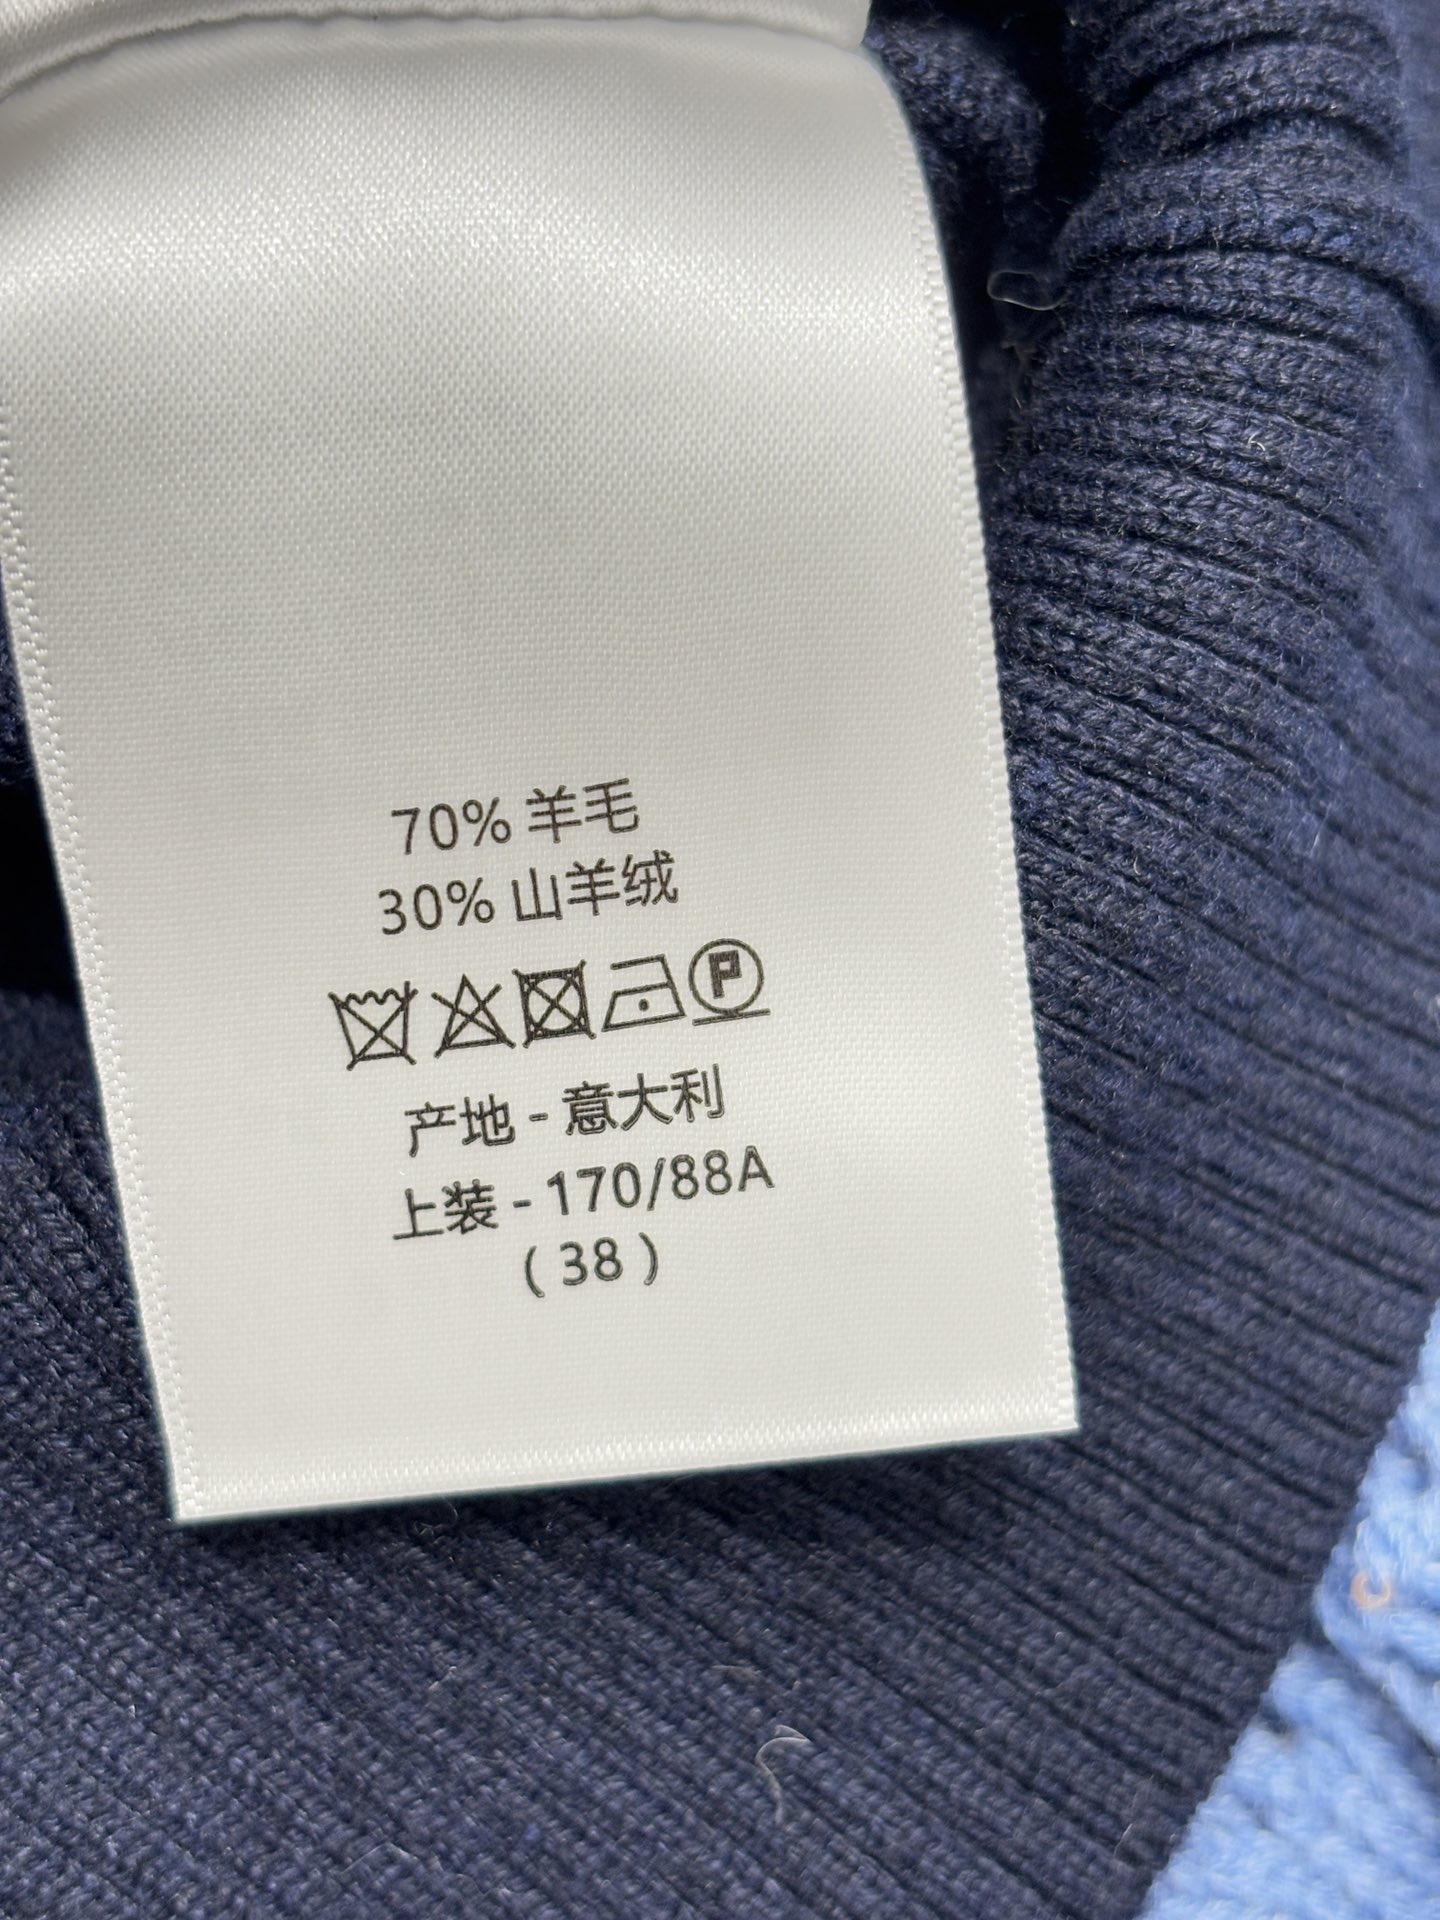 70% 羊毛
30% 山羊绒
P
产地 - 意大利
上装 - 170/88A
( 38 )